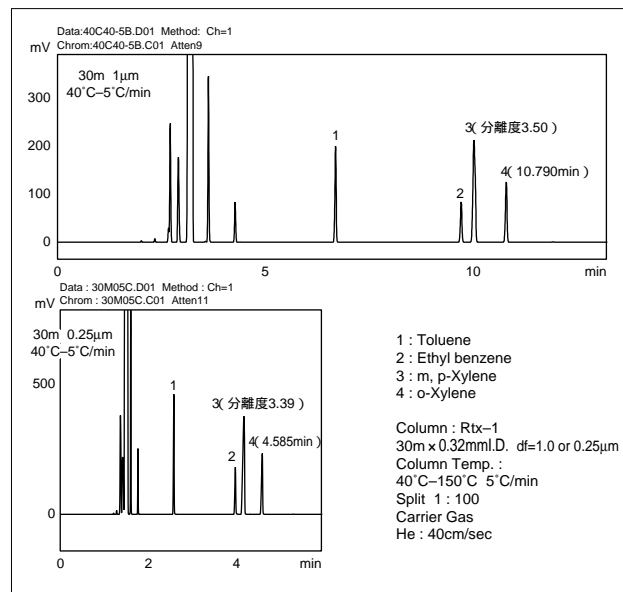 Data:40C40-5B.D01 Method: Ch=1
Chrom:40C40-5B.C01 Atten9
mV
30m 1μm
40˚C–5˚C/min
300
200
100
0
1
2
3( 分離度3.50 )
4( 10.790min )
0
5
10
min
Data : 30M05C.D01 Method : Ch=1
Chrom : 30M05C.C01 Atten11
mV
30m 0.25μm
40˚C–5˚C/min
500
0
1
2
3( 分離度3.39 )
4( 4.585min )
0
2
4
min
1 : Toluene
2 : Ethyl benzene
3 : m, p-Xylene
4 : o-Xylene
Column : Rtx–1
30m × 0.32mmI.D. df=1.0 or 0.25μm
Column Temp. :
40˚C–150˚C 5˚C/min
Split 1 : 100
Carrier Gas
He : 40cm/sec